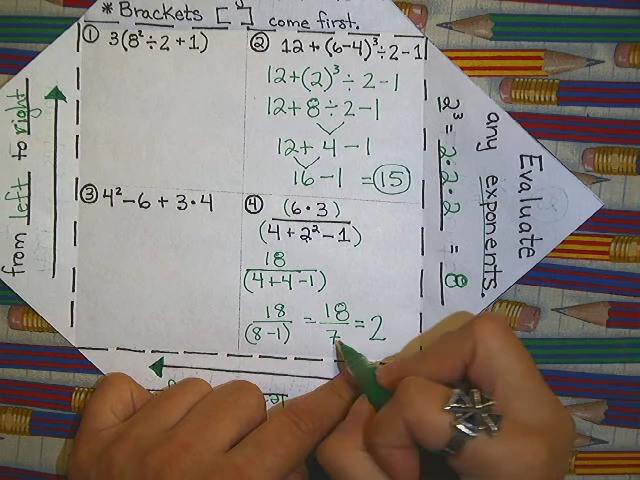 * Brackets [ ] come first.
① 3(8² ÷ 2 + 1)
② 12 + (6-4)³ ÷ 2 - 1
12 + (2)³ ÷ 2 - 1
12 + 8 ÷ 2 - 1
12 + 4 - 1
16 - 1 = 15
③ 4² - 6 + 3 • 4
④ (6 • 3)
(4 + 2² - 1)
18
(4 + 4 - 1)
18 = 18 = 2
(8 - 1) 7
from left to right
Evaluate
any exponents.
2³ = 2 • 2 • 2 = 8